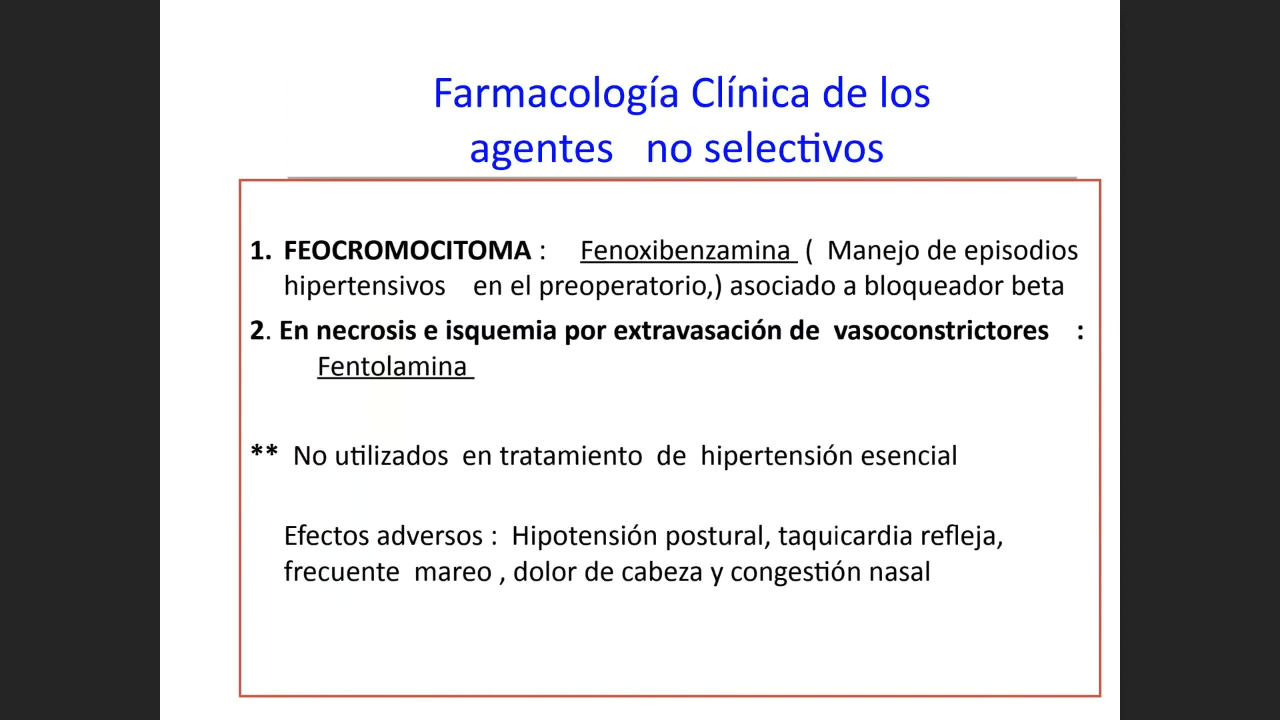 Farmacología Clínica de los
agentes no selectivos
1. FEOCROMOCITOMA : Fenoxibenzamina ( Manejo de episodios
hipertensivos en el preoperatorio,) asociado a bloqueador beta
2. En necrosis e isquemia por extravasación de vasoconstrictores :
Fentolamina
** No utilizados en tratamiento de hipertensión esencial
Efectos adversos : Hipotensión postural, taquicardia refleja,
frecuente mareo , dolor de cabeza y congestión nasal